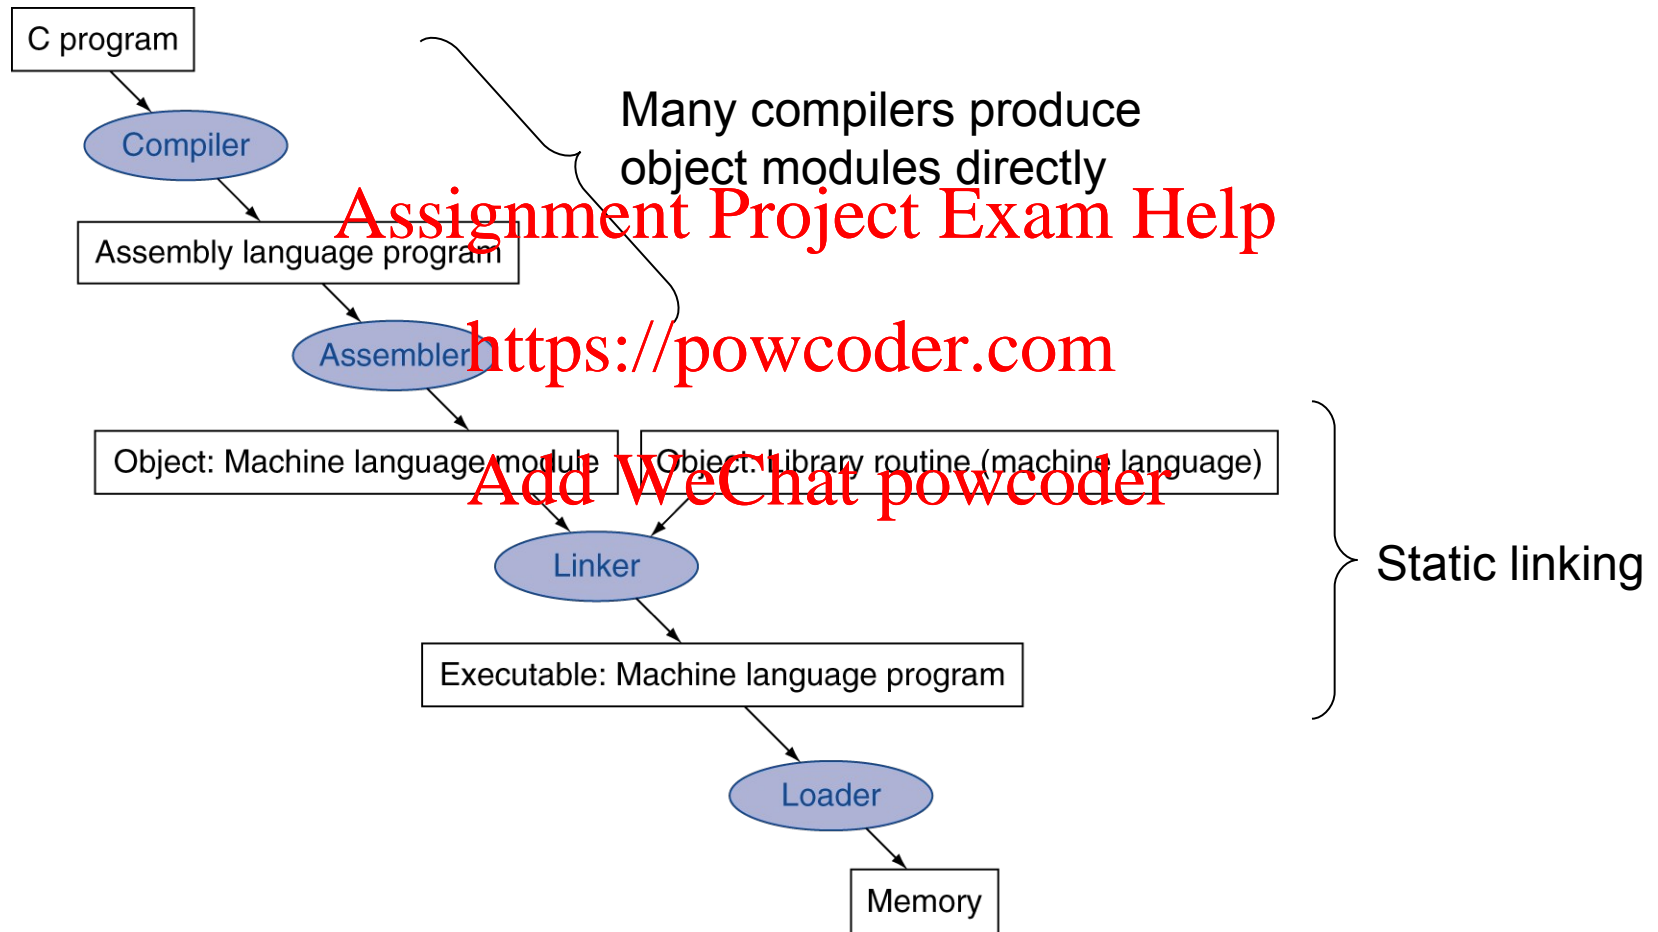 C program
Many compilers produce
object modules directly
Compiler
Assignment Project Exam Help
Assembly language program
https://powcoder.com
Assembler
Object: Machine language module
Object: Library routine (machine language)
Add WeChat powcoder
Linker
Static linking
Executable: Machine language program
Loader
Memory